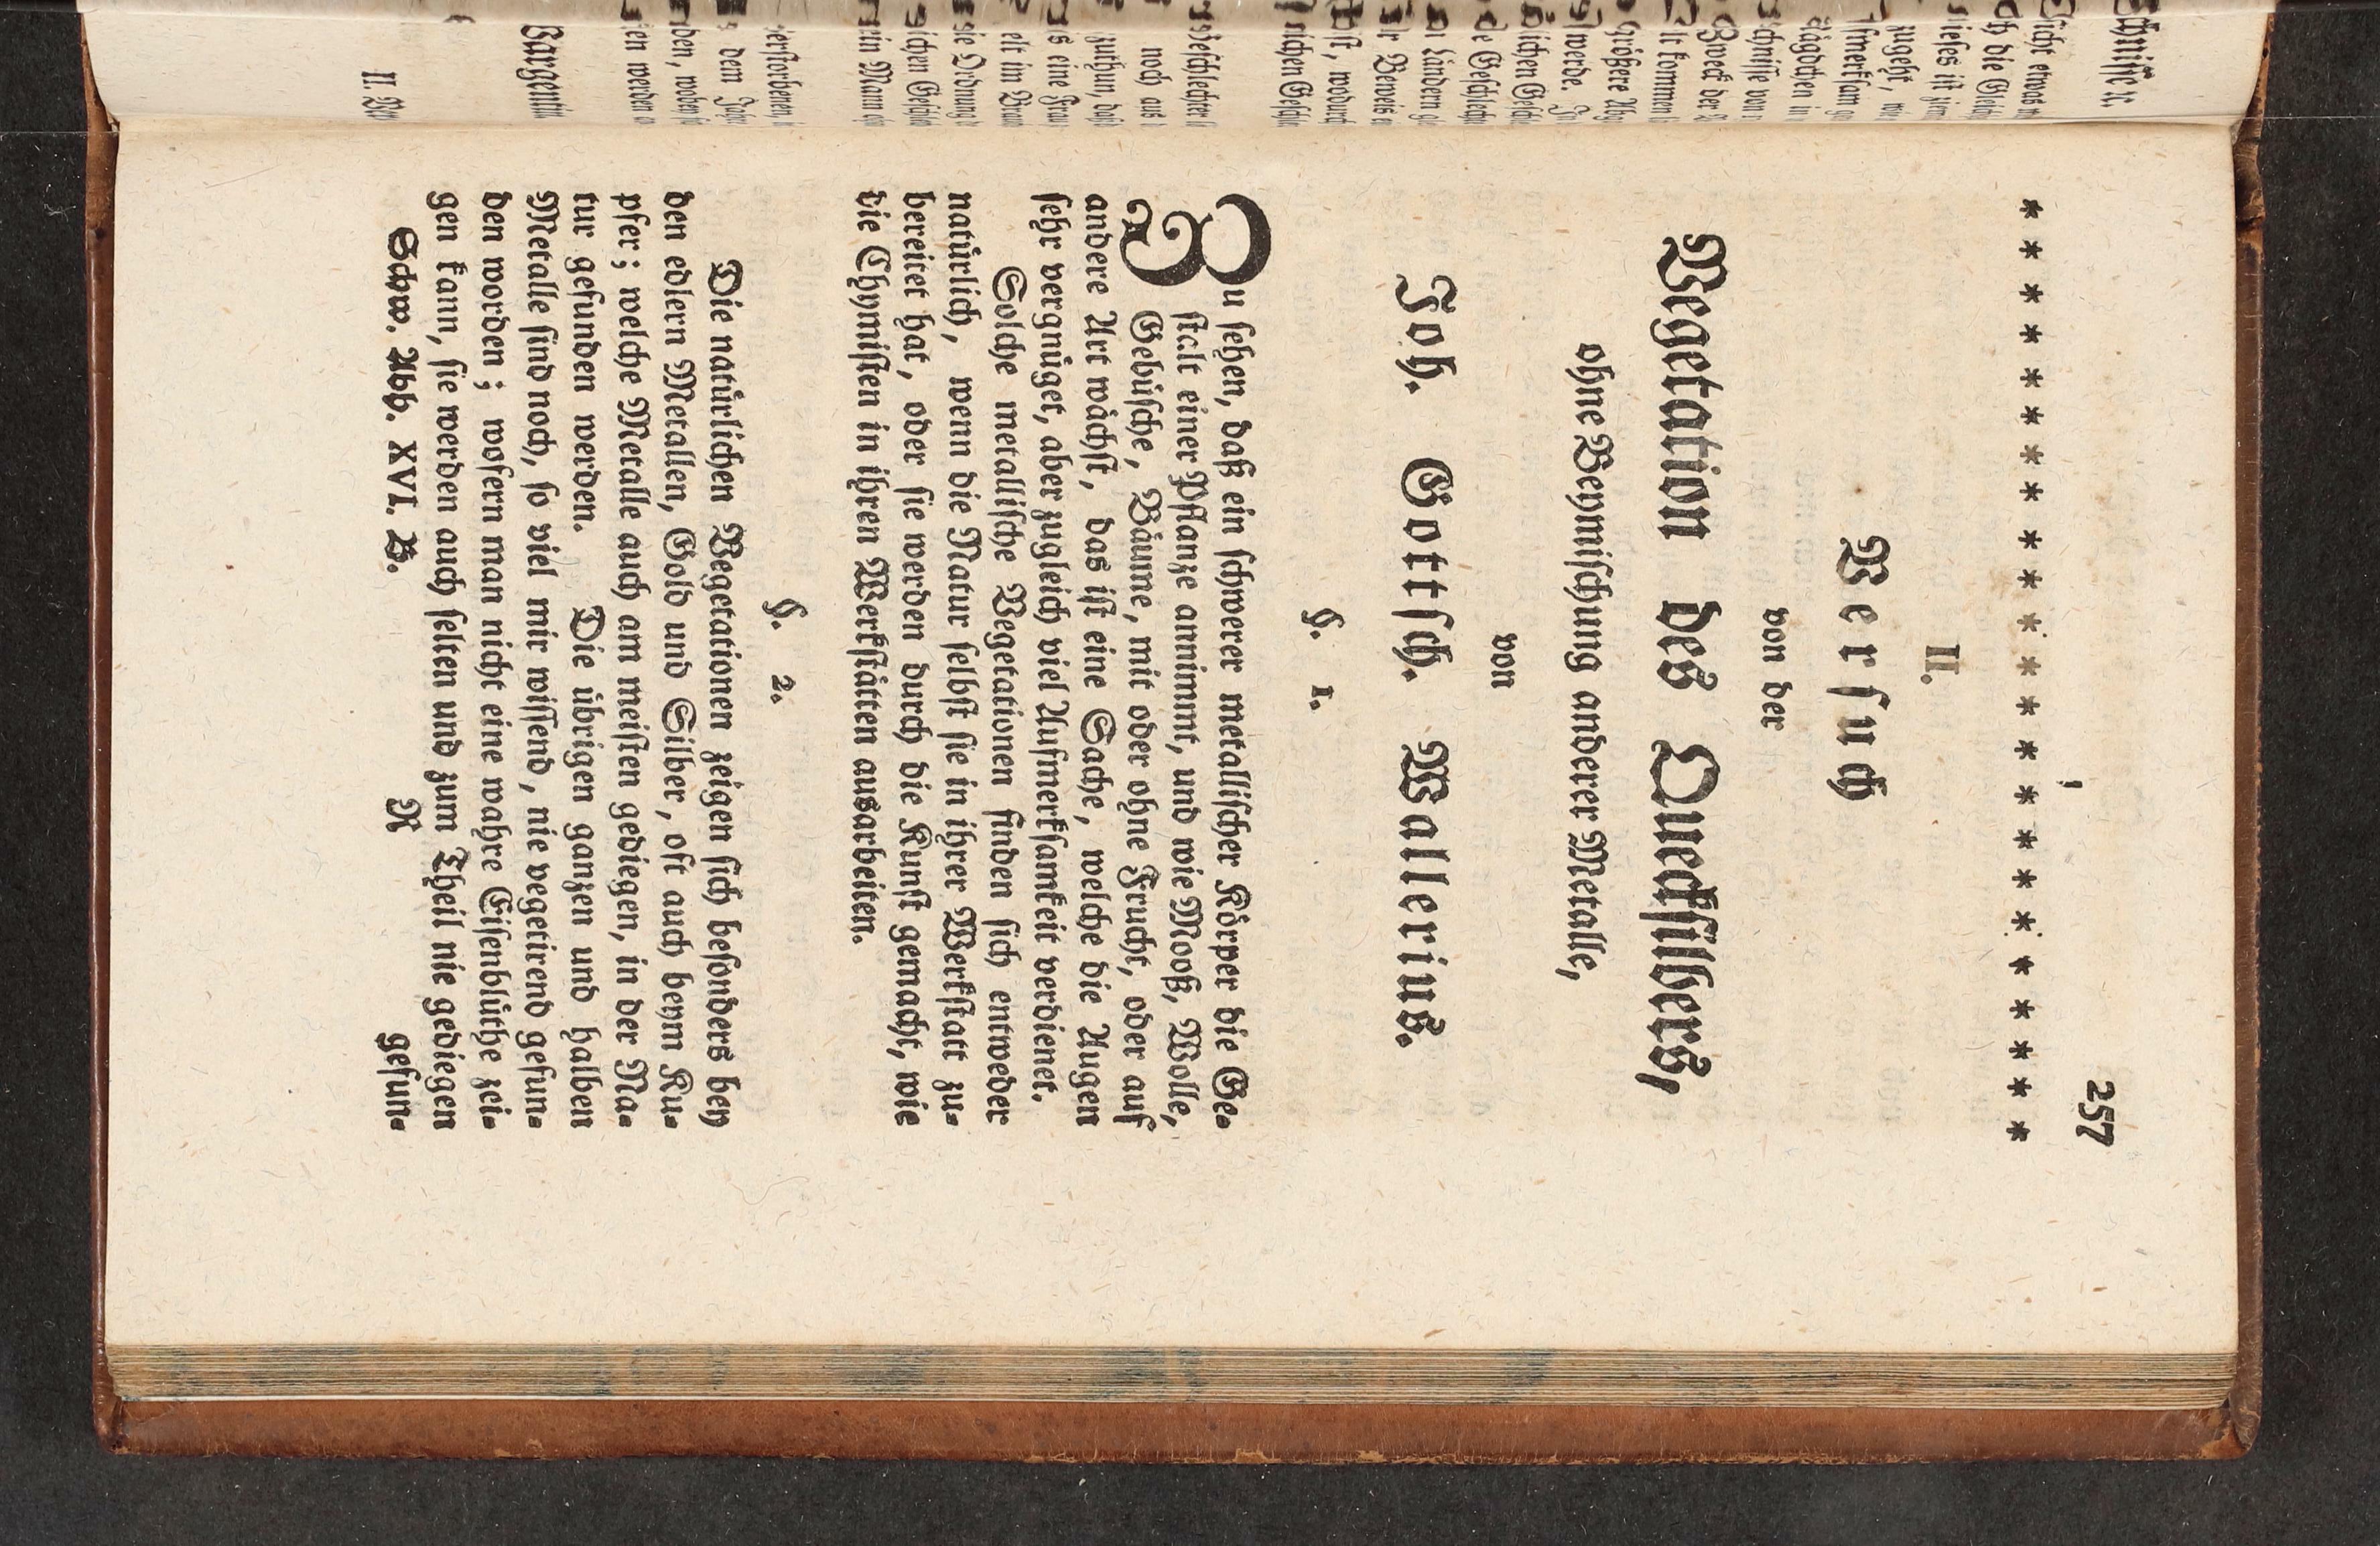 257
* * * * * * * * * * * * * * * * * * * * * * *
II.
Versuch
von der
Vegetation des Quecksilbers,
ohne Beymischung anderer Metalle,
von
Joh. Gottsch. Wallerius.
§. 1.
Zu sehen, daß ein schwerer metallischer Körper die Ge-
stalt einer Pflanze annimmt, und wie Mooß, Wolle,
Gebüsche, Bäume, mit oder ohne Frucht, oder auf
andere Art wächst, das ist eine Sache, welche die Augen
sehr vergnüget, aber zugleich viel Aufmerksamkeit verdienet.
Solche metallische Vegetationen finden sich entweder
natürlich, wenn die Natur selbst sie in ihrer Werkstatt zu-
bereitet hat, oder sie werden durch die Kunst gemacht, wie
die Chymisten in ihren Werkstätten ausarbeiten.
§. 2.
Die natürlichen Vegetationen zeigen sich besonders bey
den edlern Metallen, Gold und Silber, oft auch beym Ku-
pfer; welche Metalle auch am meisten gediegen, in der Na-
tur gefunden werden. Die übrigen ganzen und halben
Metalle sind noch, so viel mir wissend, nie vegetirend gefun-
den worden; wofern man nicht eine wahre Eisenblüthe zei-
gen kann, sie werden auch selten und zum Theil nie gediegen
Schw. Abh. XVI. B. R gefun-